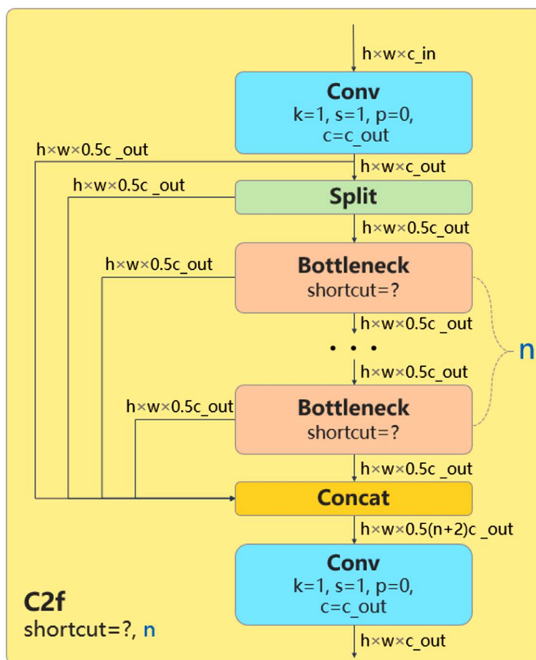 h×w×c_in
Conv
k=1, s=1, p=0,
c=c_out
h×w×0.5c _out
h×w×c_out
h×w×0.5c _out
Split
h×w×0.5c_out
h×w×0.5c_out
Bottleneck
shortcut=?
h×w×0.5c _out
. . .
n
h×w×0.5c_out
h×w×0.5c_out
Bottleneck
shortcut=?
h×w×0.5c _out
Concat
h×w×0.5(n+2)c _out
Conv
k=1, s=1, p=0,
c=c_out
C2f
shortcut=?, n
h×w×c_out